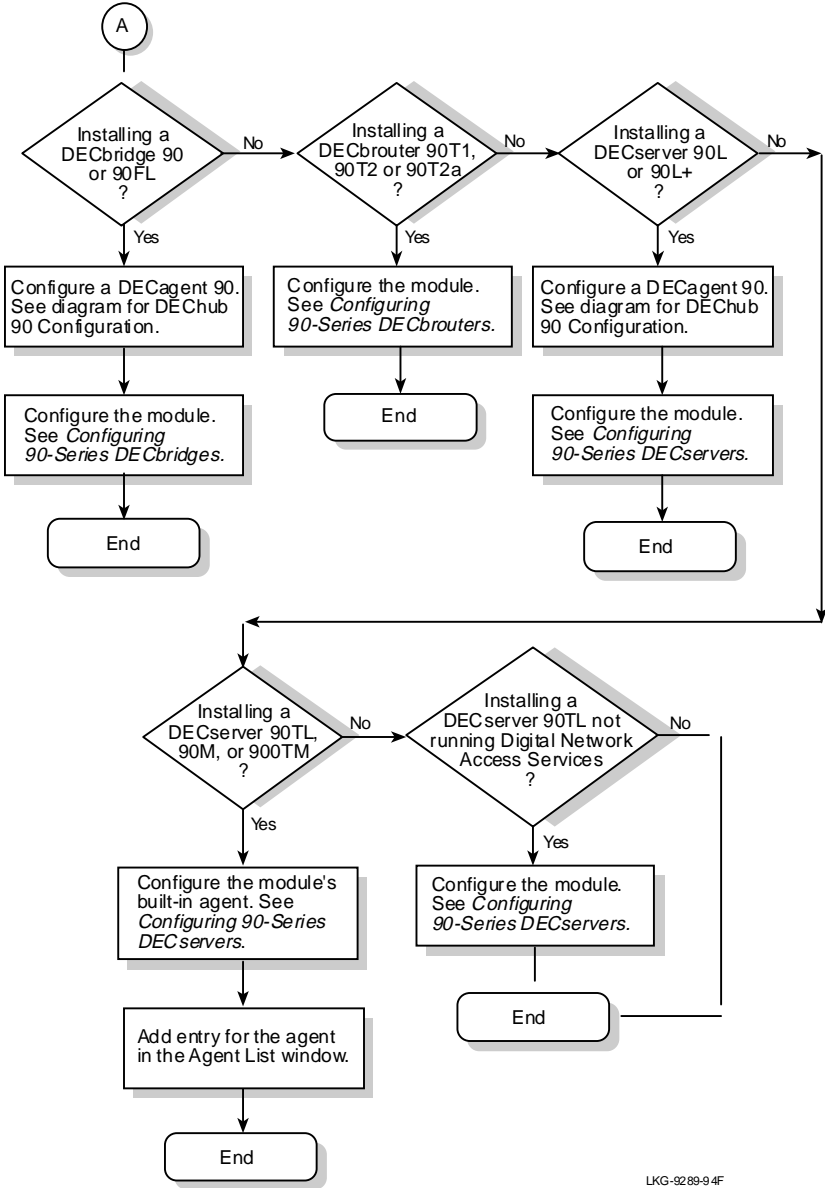 A
Installing a
DECbridge 90
or 90FL
?
No
Yes
Installing a
DECbrouter 90T1,
90T2 or 90T2a
?
No
Yes
Installing a
DECserver 90L
or 90L+
?
No
Yes
Configure a DECagent 90.
See diagram for DEChub
90 Configuration.
Configure the module.
See Configuring
90-Series DECbrouters.
Configure a DECagent 90.
See diagram for DEChub
90 Configuration.
Configure the module.
See Configuring
90-Series DECbridges.
End
Configure the module.
See Configuring
90-Series DECservers.
End
End
Installing a
DECserver 90TL,
90M, or 900TM
?
No
Yes
Installing a
DECserver 90TL not
running Digital Network
Access Services
?
No
Yes
Configure the module's
built-in agent. See
Configuring 90-Series
DECservers.
Configure the module.
See Configuring
90-Series DECservers.
Add entry for the agent
in the Agent List window.
End
End
LKG-9289-94F